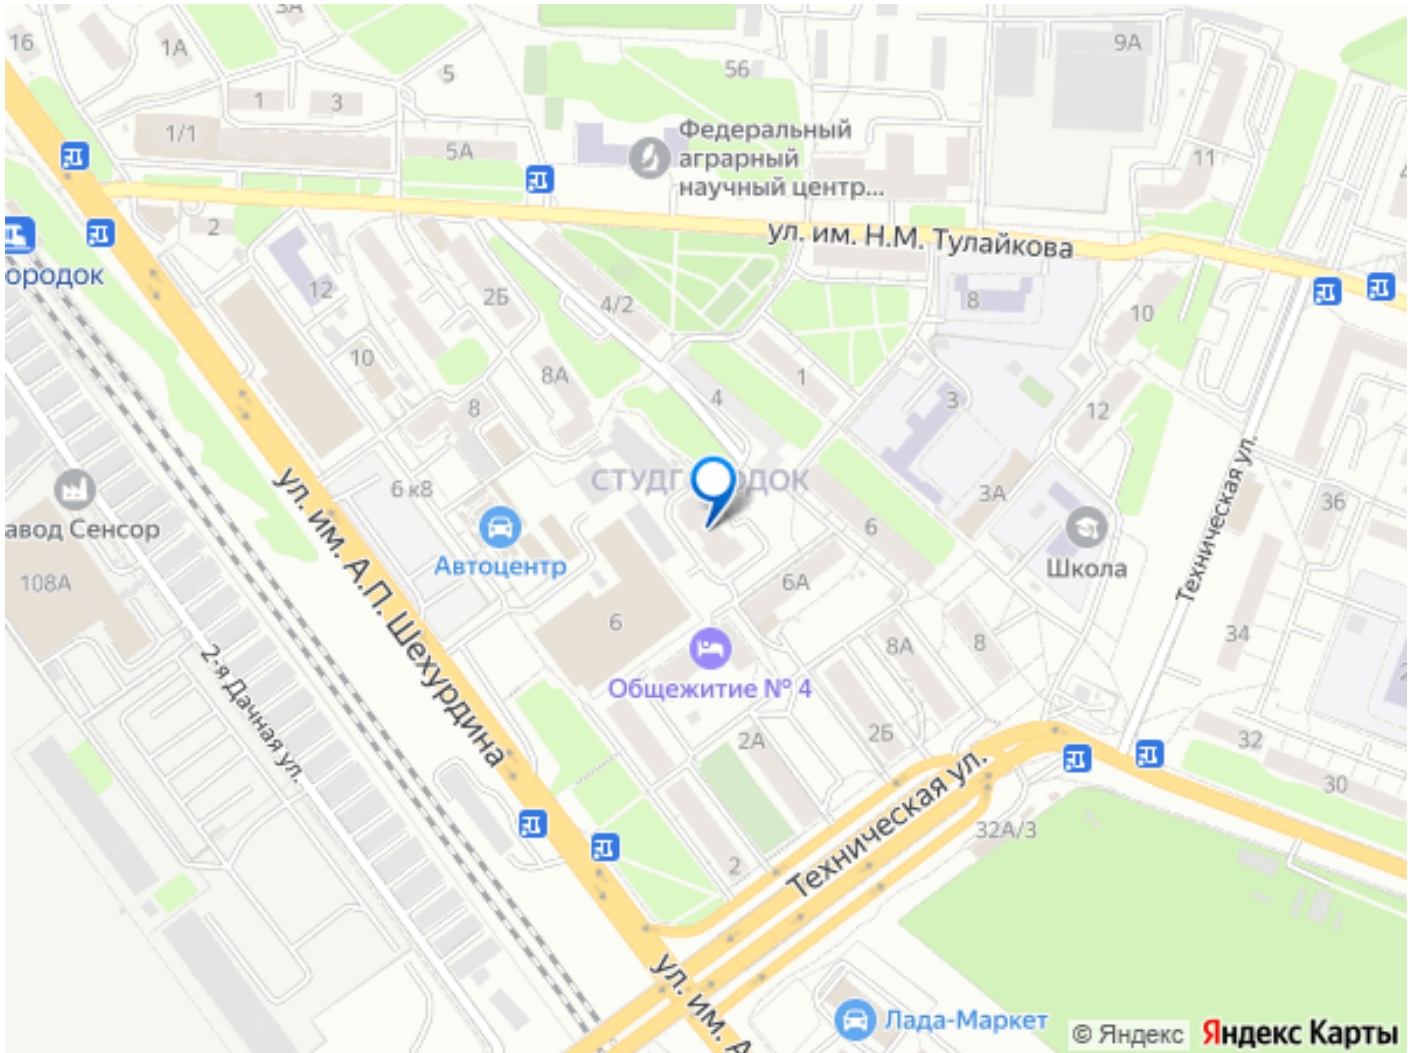 16
3А
1А
9А
5
56
1
3
1/1
5А
Федеральный
аграрный
научный центр...
11
2
ул. им. Н.М. Тулайкова
ородок
12
2Б
4/2
8
10
10
8А
4
1
3
12
8
СТУДГ
ОДОК
6 к8
3А
36
ул. им. А.П. Шехурдина
Техническая ул.
авод Сенсор
Автоцентр
6
Школа
108А
6А
6
34
2-я Дачная ул.
8А
8
Общежитие № 4
2А
2Б
32
30
Техническая ул.
32А/3
2
ул. им. А
Лада-Маркет
© Яндекс
Яндекс Карты